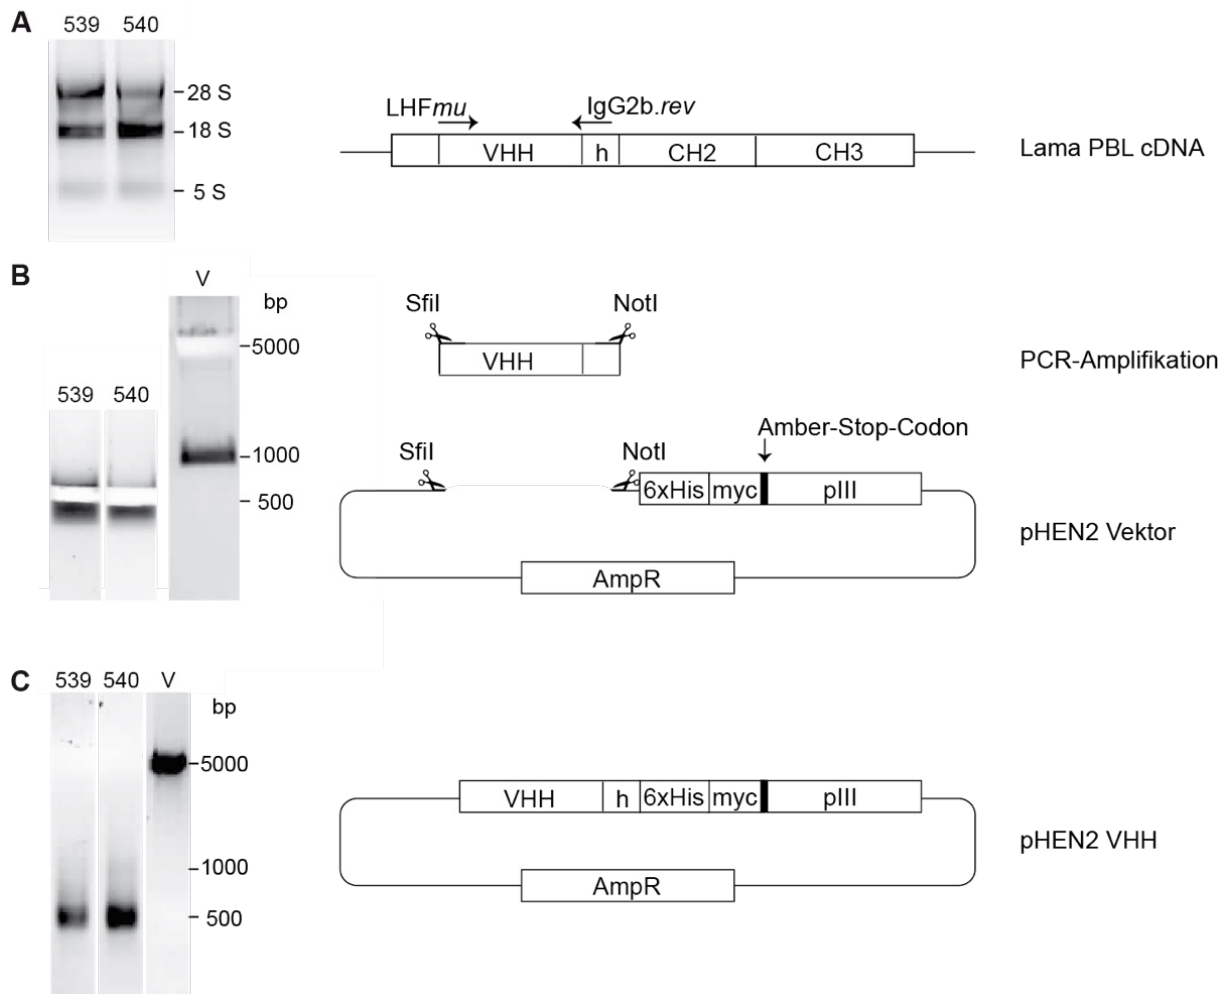 A
539 540
28 S
18 S
5 S
LHFmu
IgG2b.rev
VHH h CH2 CH3
Lama PBL cDNA
B
V
bp
5000
539 540
1000
500
SfiI NotI
VHH
PCR-Amplifikation
Amber-Stop-Codon
SfiI NotI
6xHis myc pIII
pHEN2 Vektor
AmpR
C
539 540 V
bp
5000
1000
500
VHH h 6xHis myc pIII
pHEN2 VHH
AmpR